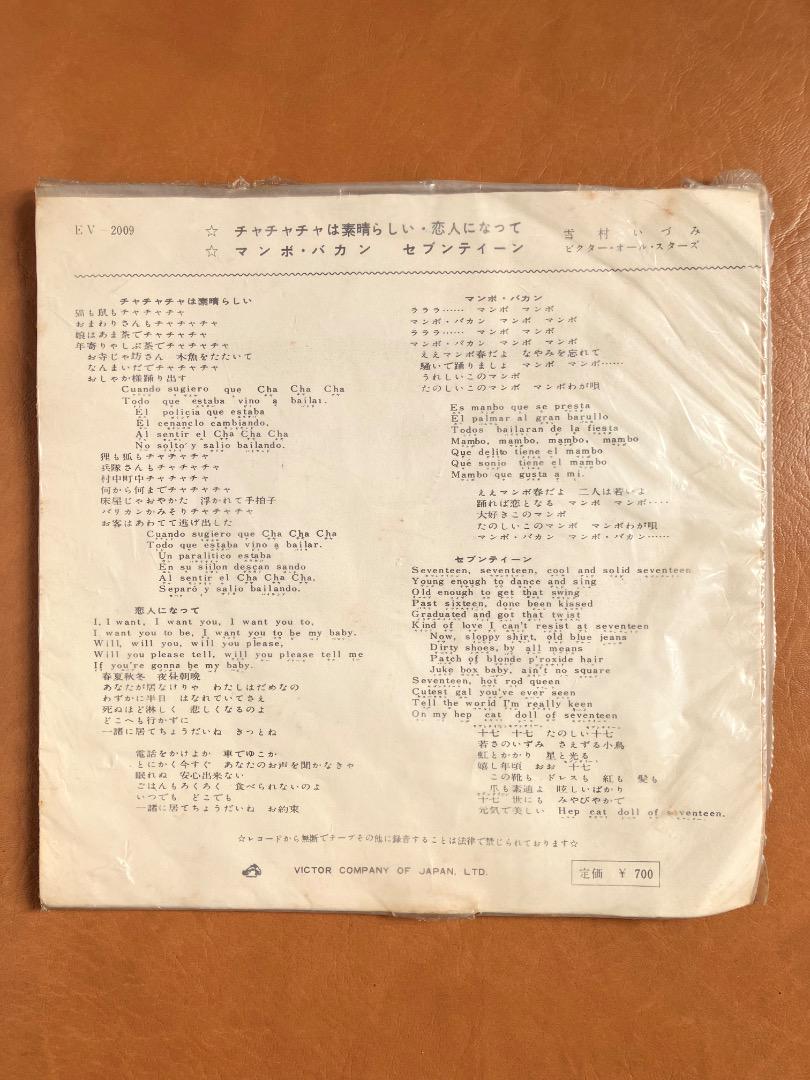 EV-2009
☆ チャチャチャは素晴らしい・恋人になって
☆ マンボ・バカン セブンティーン
雪村いづみ
ビクター・オール・スターズ
チャチャチャは素晴らしい
猫も鼠もチャチャチャ
おまわりさんもチャチャチャ
娘はあま茶でチャチャチャ
年寄りゃしぶ茶でチャチャチャ
お寺じゃ坊さん 木魚をたたいて
なんまいだでチャチャチャ
おしゃか様踊り出す
Cuando sugiero que Cha Cha Cha
Todo que estaba vino a bailar.
El policia que estaba
El cenanclo cambiando,
Al sentir el Cha Cha Cha
No solto y salio bailando.
狸も狐もチャチャチャ
兵隊さんもチャチャチャ
村中町中チャチャチャ
何から何までチャチャチャ
床屋じゃおやかた 浮かれて手拍子
バリカンかみそりチャチャチャ
お客はあわてて逃げ出した
Cuando sugiero que Cha Cha Cha
Todo que estaba vino a bailar.
Un paralitico estaba
En su siilon descan sando
Al sentir el Cha Cha Cha,
Separó y salio bailando.
恋人になって
I, I want, I want you, I want you to,
I want you to be, I want you to be my baby.
Will, will you, will you please,
Will you please tell, will you please tell me
If you're gonna be my baby.
春夏秋冬 夜昼朝晩
あなたが居なけりゃ わたしはだめなの
わずかに半日 はなれていてさえ
死ぬほど淋しく 悲しくなるのよ
どこへも行かずに
一諸に居てちょうだいね きっとね
電話をかけよか 車でゆこか
とにかく今すぐ あなたのお声を聞かなきゃ
眠れぬ 安心出来ない
ごはんもろくろく 食べられないのよ
いつでも どこでも
一諸に居てちょうだいね お約束
マンボ・バカン
ラララ…… マンボ マンボ
マンボ・バカン マンボ マンボ
ラララ…… マンボ マンボ
マンボ・バカン マンボ マンボ
ええマンボ春だよ なやみを忘れて
騒いで踊りましょ マンボ マンボ……
うれしいこのマンボ
たのしいこのマンボ マンボわが唄
Es manbo que se presta
El palmar al gran barullo
Todos bailaran de la fiesta
Mambo, mambo, mambo, mambo
Que delito tiene el mambo
Qué sonio tiene el mambo
Mambo que gusta a mi.
ええマンボ春だよ 二人は若いよ
踊れば恋となる マンボ マンボ‥‥
大好きこのマンボ
たのしいこのマンボ マンボわが唄
マンボ・バカン マンボ・バカン……
セブンティーン
Seventeen, seventeen, cool and solid seventeen
Young enough to dance and sing
Old enough to get that swing
Past sixteen, done been kissed
Graduated and got that twist
Kind of love I can't resist at seventeen
Now, sloppy shirt, old blue jeans
Dirty shoes, by all means
Patch of blonde p'roxide hair
Juke box baby, ain't no square
Seventeen, hot rod queen
Cutest gal you've ever seen
Tell the world I'm really keen
On my hep cat doll of seventeen
十七 十七 たのしい十七
若さのいずみ さえずる小鳥
虹とかかり 星と光る
嬉し年頃 おお 十七
この靴も ドレスも 紅も 髪も
爪も素適よ 眩しいばかり
十七 世にも みやびやかで
元気で美しい Hep cat doll of seventeen.
☆レコードから無断でテープその他に録音することは法律で禁じられております☆
VICTOR COMPANY OF JAPAN, LTD.
定価 ¥ 700